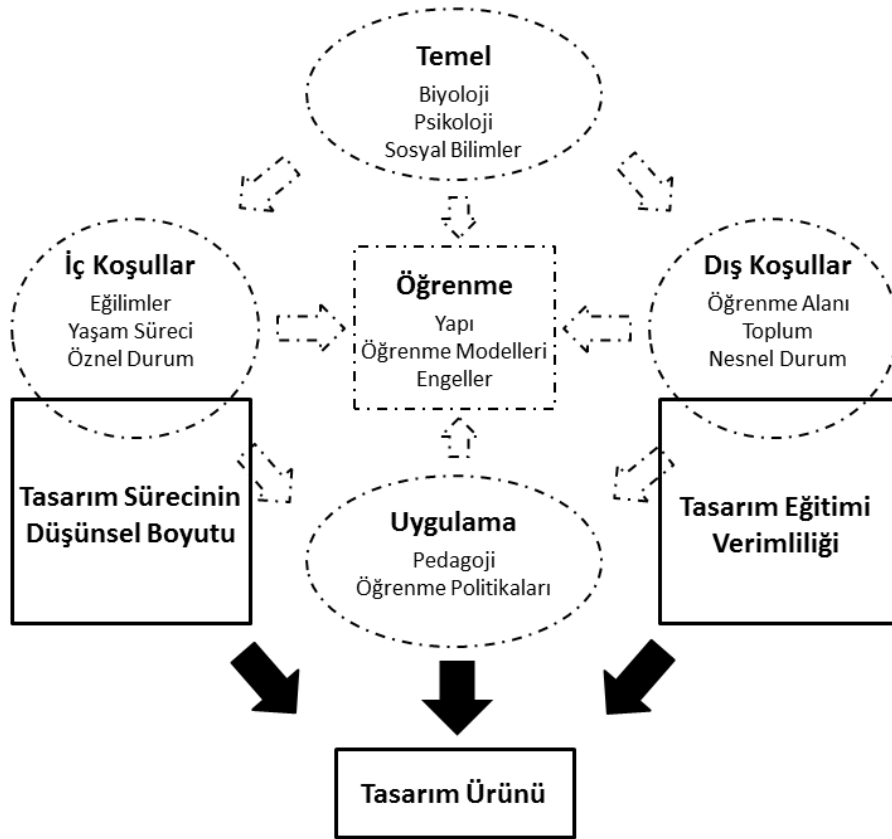 Temel
Biyoloji
Psikoloji
Sosyal Bilimler
İç Koşullar
Eğilimler
Yaşam Süreci
Öznel Durum
Öğrenme
Yapı
Öğrenme Modelleri
Engeller
Dış Koşullar
Öğrenme Alanı
Toplum
Nesnel Durum
Tasarım Sürecinin
Düşünsel Boyutu
Uygulama
Pedagoji
Öğrenme Politikaları
Tasarım Eğitimi
Verimliliği
Tasarım Ürünü